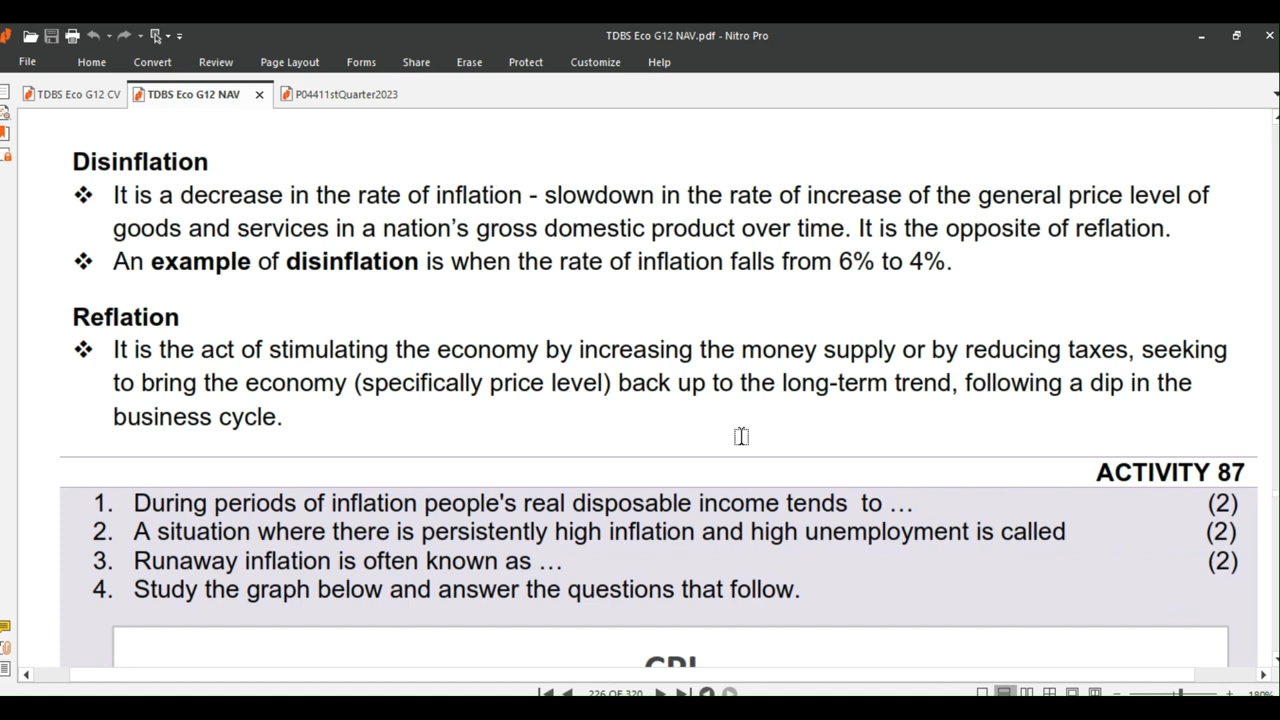 TDBS Eco G12 NAV.pdf - Nitro Pro
File Home Convert Review Page Layout Forms Share Erase Protect Customize Help
TDBS Eco G12 CV TDBS Eco G12 NAV P04411stQuarter2023
Disinflation
❖ It is a decrease in the rate of inflation - slowdown in the rate of increase of the general price level of
goods and services in a nation’s gross domestic product over time. It is the opposite of reflation.
❖ An example of disinflation is when the rate of inflation falls from 6% to 4%.
Reflation
❖ It is the act of stimulating the economy by increasing the money supply or by reducing taxes, seeking
to bring the economy (specifically price level) back up to the long-term trend, following a dip in the
business cycle.
ACTIVITY 87
1. During periods of inflation people's real disposable income tends to … (2)
2. A situation where there is persistently high inflation and high unemployment is called (2)
3. Runaway inflation is often known as … (2)
4. Study the graph below and answer the questions that follow.
CPI
226 OF 320 180%